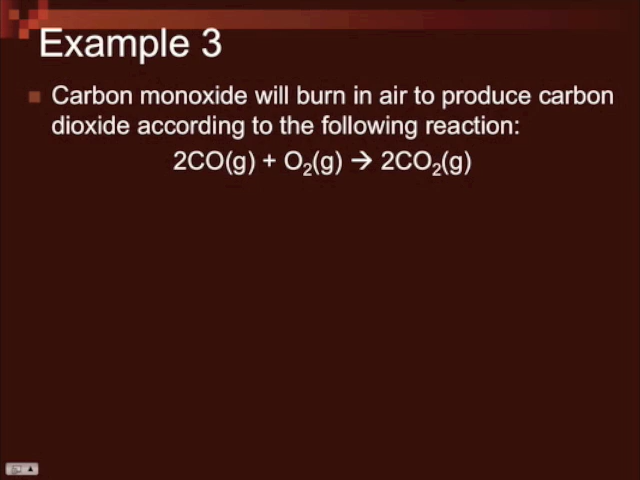 Example 3
Carbon monoxide will burn in air to produce carbon
dioxide according to the following reaction:
2CO(g) + O₂(g) → 2CO₂(g)